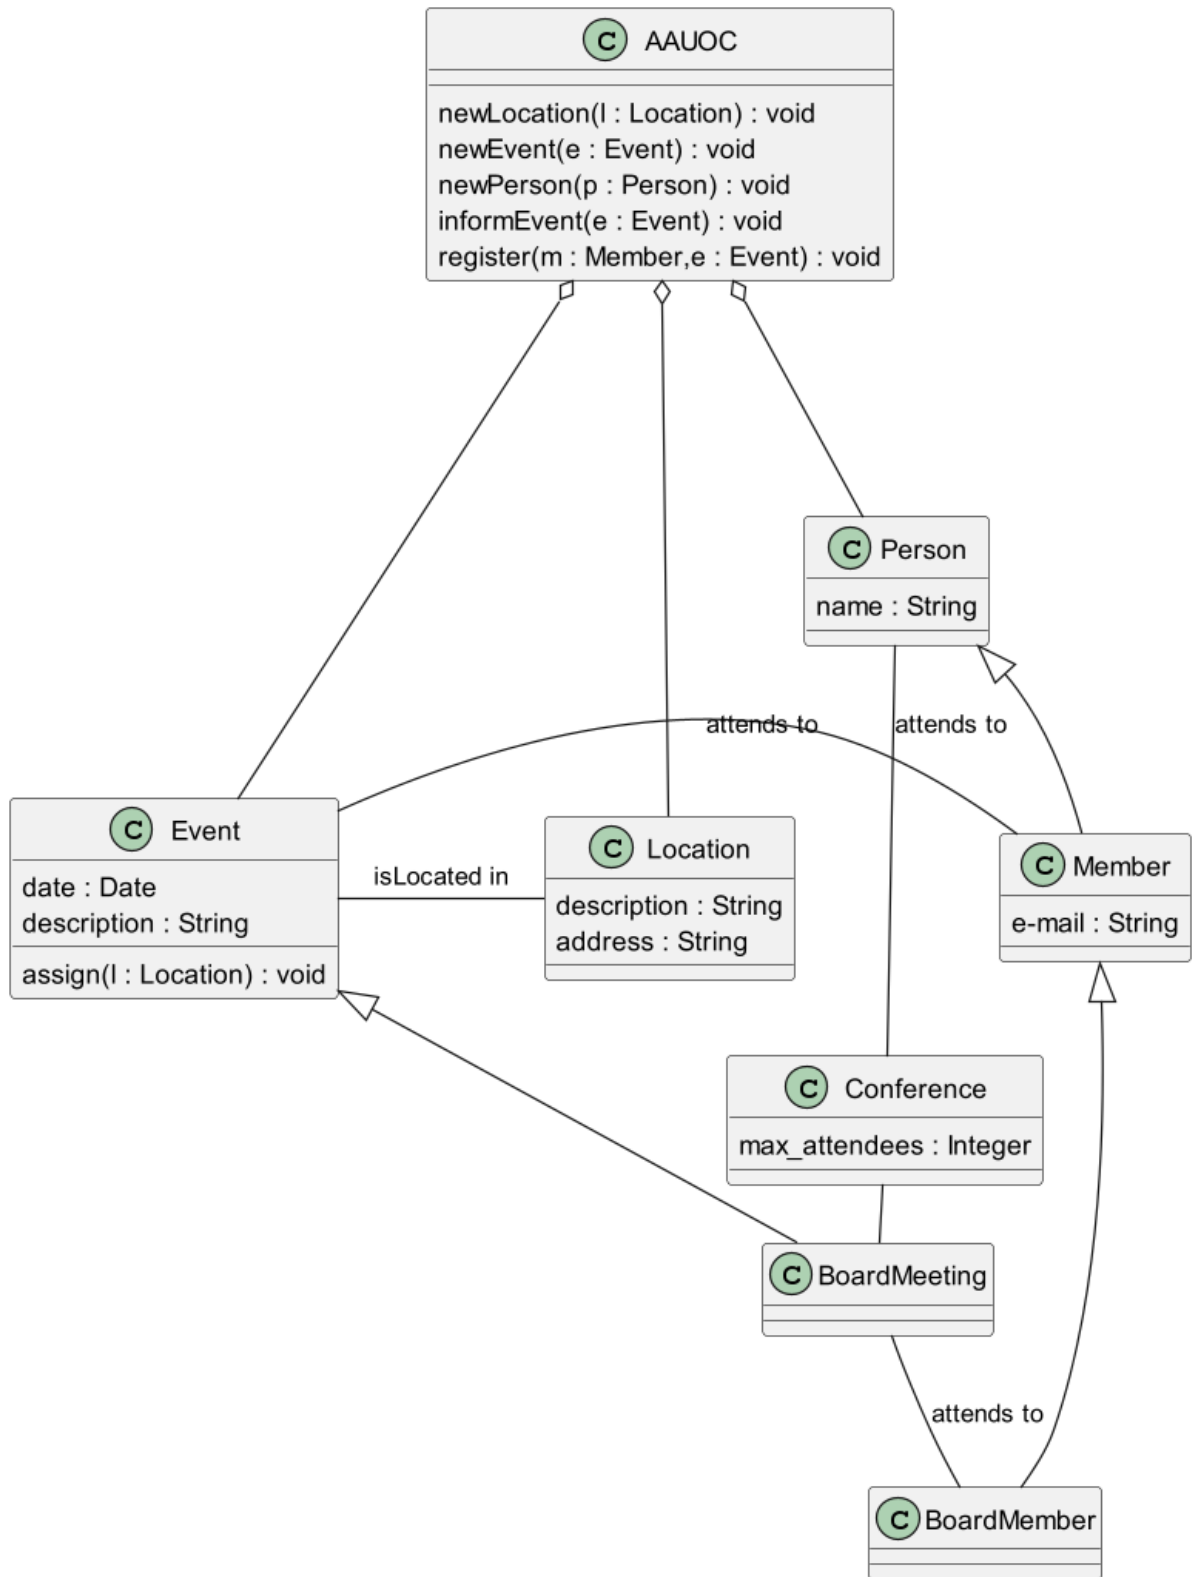 C AAUOC
newLocation(l : Location) : void
newEvent(e : Event) : void
newPerson(p : Person) : void
informEvent(e : Event) : void
register(m : Member,e : Event) : void
C Person
name : String
attends to
attends to
C Event
date : Date
description : String
assign(l : Location) : void
isLocated in
C Location
description : String
address : String
C Member
e-mail : String
C Conference
max_attendees : Integer
C BoardMeeting
attends to
C BoardMember